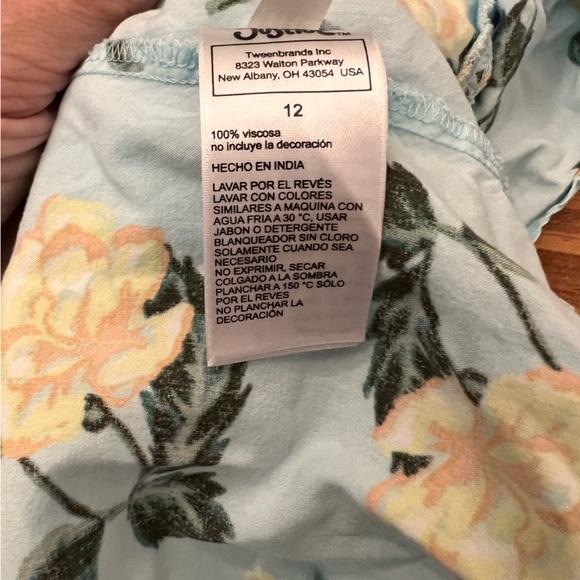 Justice™
Tweenbrands Inc
8323 Walton Parkway
New Albany, OH 43054 USA
12
100% viscosa
no incluye la decoración
HECHO EN INDIA
LAVAR POR EL REVÉS
LAVAR CON COLORES
SIMILARES A MAQUINA CON
AGUA FRIA A 30 °C, USAR
JABON O DETERGENTE
BLANQUEADOR SIN CLORO
SOLAMENTE CUANDO SEA
NECESARIO
NO EXPRIMIR, SECAR
COLGADO A LA SOMBRA
PLANCHAR A 150 °C SÓLO
POR EL REVES
NO PLANCHAR LA
DECORACIÓN